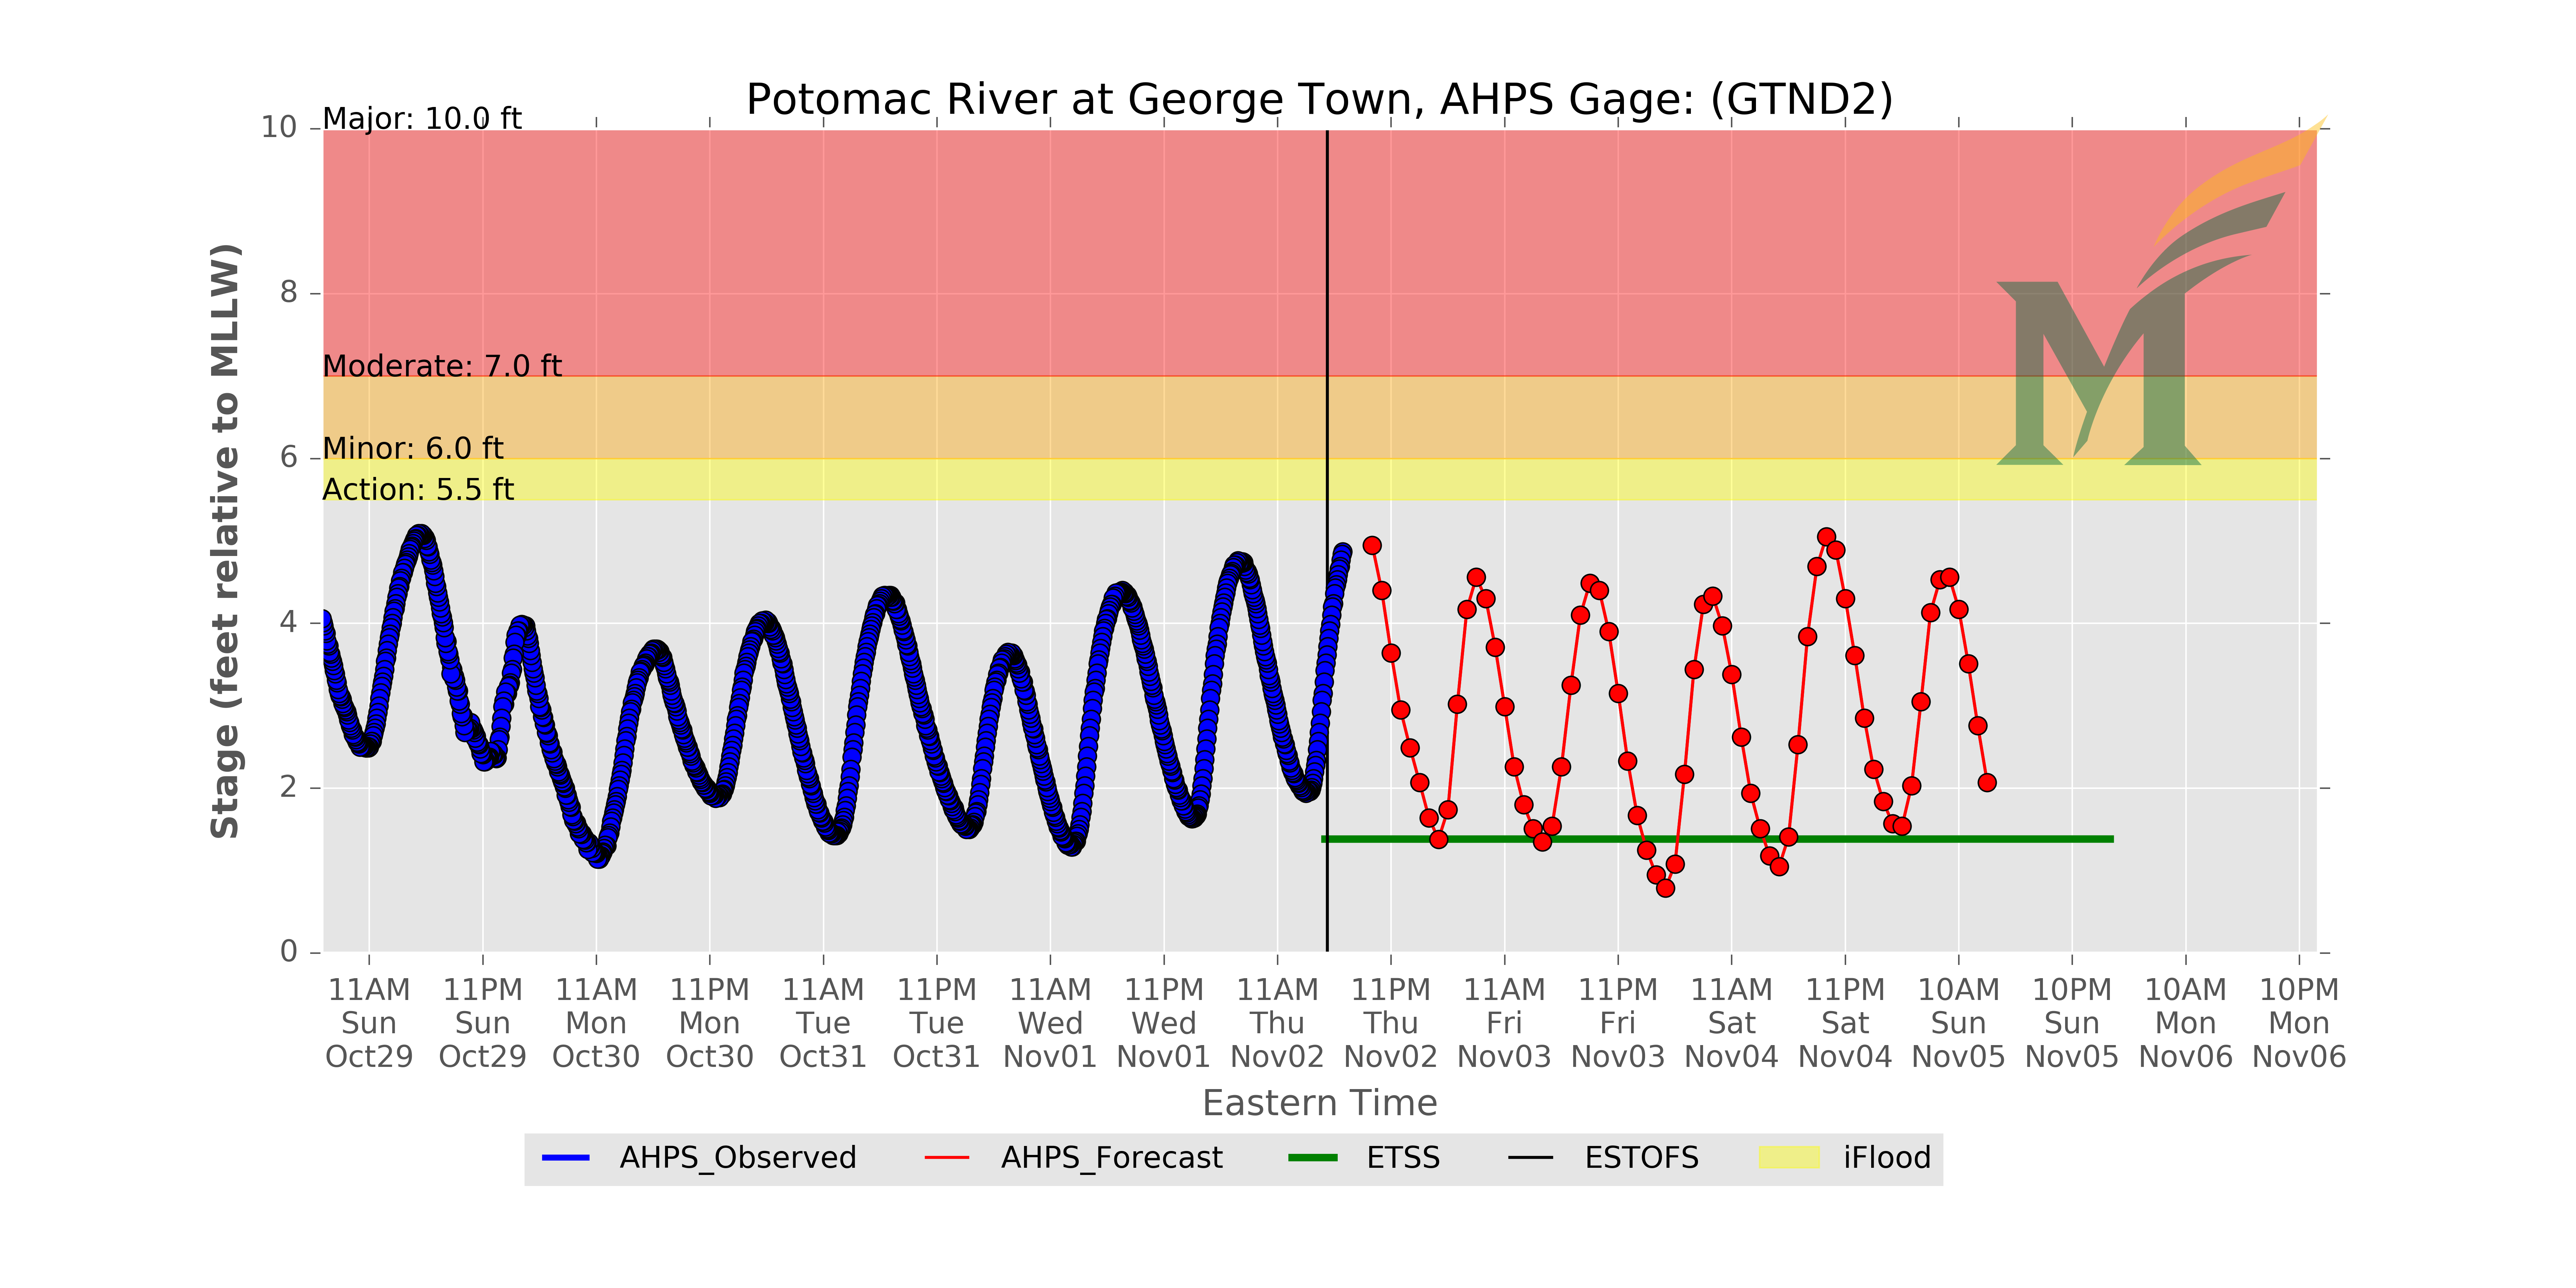 Potomac River at George Town, AHPS Gage: (GTND2)
Major: 10.0 ft
Moderate: 7.0 ft
Minor: 6.0 ft
Action: 5.5 ft
Stage (feet relative to MLLW)
10
8
6
4
2
0
11AM 11PM 11AM 11PM 11AM 11PM 11AM 11PM 11AM 11PM 11AM 11PM 11AM 11PM 10AM 10PM 10AM 10PM
Sun Sun Mon Mon Tue Tue Wed Wed Thu Thu Fri Fri Sat Sat Sun Sun Mon Mon
Oct29 Oct29 Oct30 Oct30 Oct31 Oct31 Nov01 Nov01 Nov02 Nov02 Nov03 Nov03 Nov04 Nov04 Nov05 Nov05 Nov06 Nov06
Eastern Time
AHPS_Observed AHPS_Forecast ETSS ESTOFS iFlood